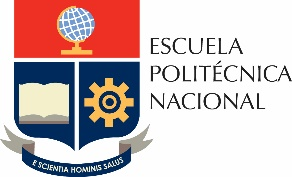 ESCUELA
POLITÉCNICA
NACIONAL
E SCIENTIA HOMINIS SALUS